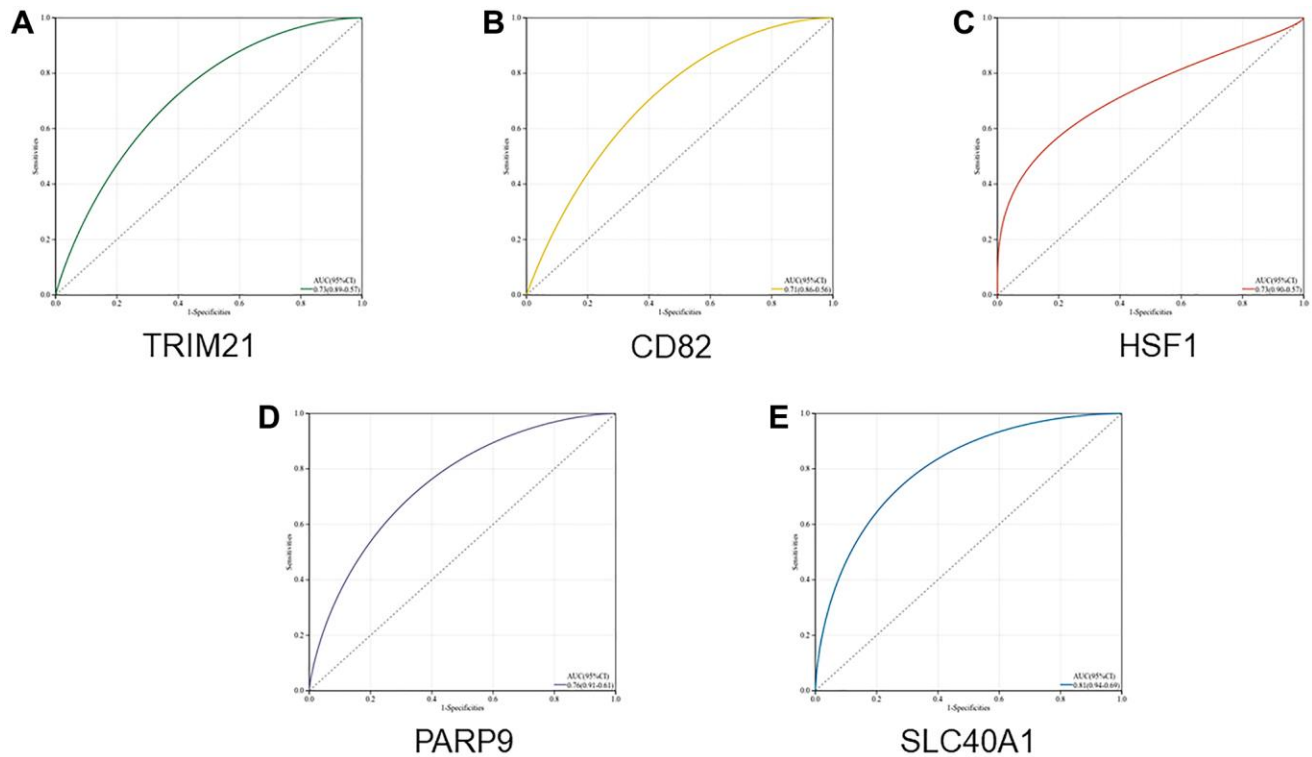 A
1.0
0.8
0.6
0.4
0.2
0.0
Sensitivities
0.0 0.2 0.4 0.6 0.8 1.0
1-Specificities
AUC(95%CI)
0.73(0.89-0.57)
TRIM21
B
1.0
0.8
0.6
0.4
0.2
0.0
Sensitivities
0.0 0.2 0.4 0.6 0.8 1.0
1-Specificities
AUC(95%CI)
0.71(0.86-0.56)
CD82
C
1.0
0.8
0.6
0.4
0.2
0.0
Sensitivities
0.0 0.2 0.4 0.6 0.8 1.0
1-Specificities
AUC(95%CI)
0.73(0.90-0.57)
HSF1
D
1.0
0.8
0.6
0.4
0.2
0.0
Sensitivities
0.0 0.2 0.4 0.6 0.8 1.0
1-Specificities
AUC(95%CI)
0.76(0.91-0.61)
PARP9
E
1.0
0.8
0.6
0.4
0.2
0.0
Sensitivities
0.0 0.2 0.4 0.6 0.8 1.0
1-Specificities
AUC(95%CI)
0.81(0.94-0.69)
SLC40A1